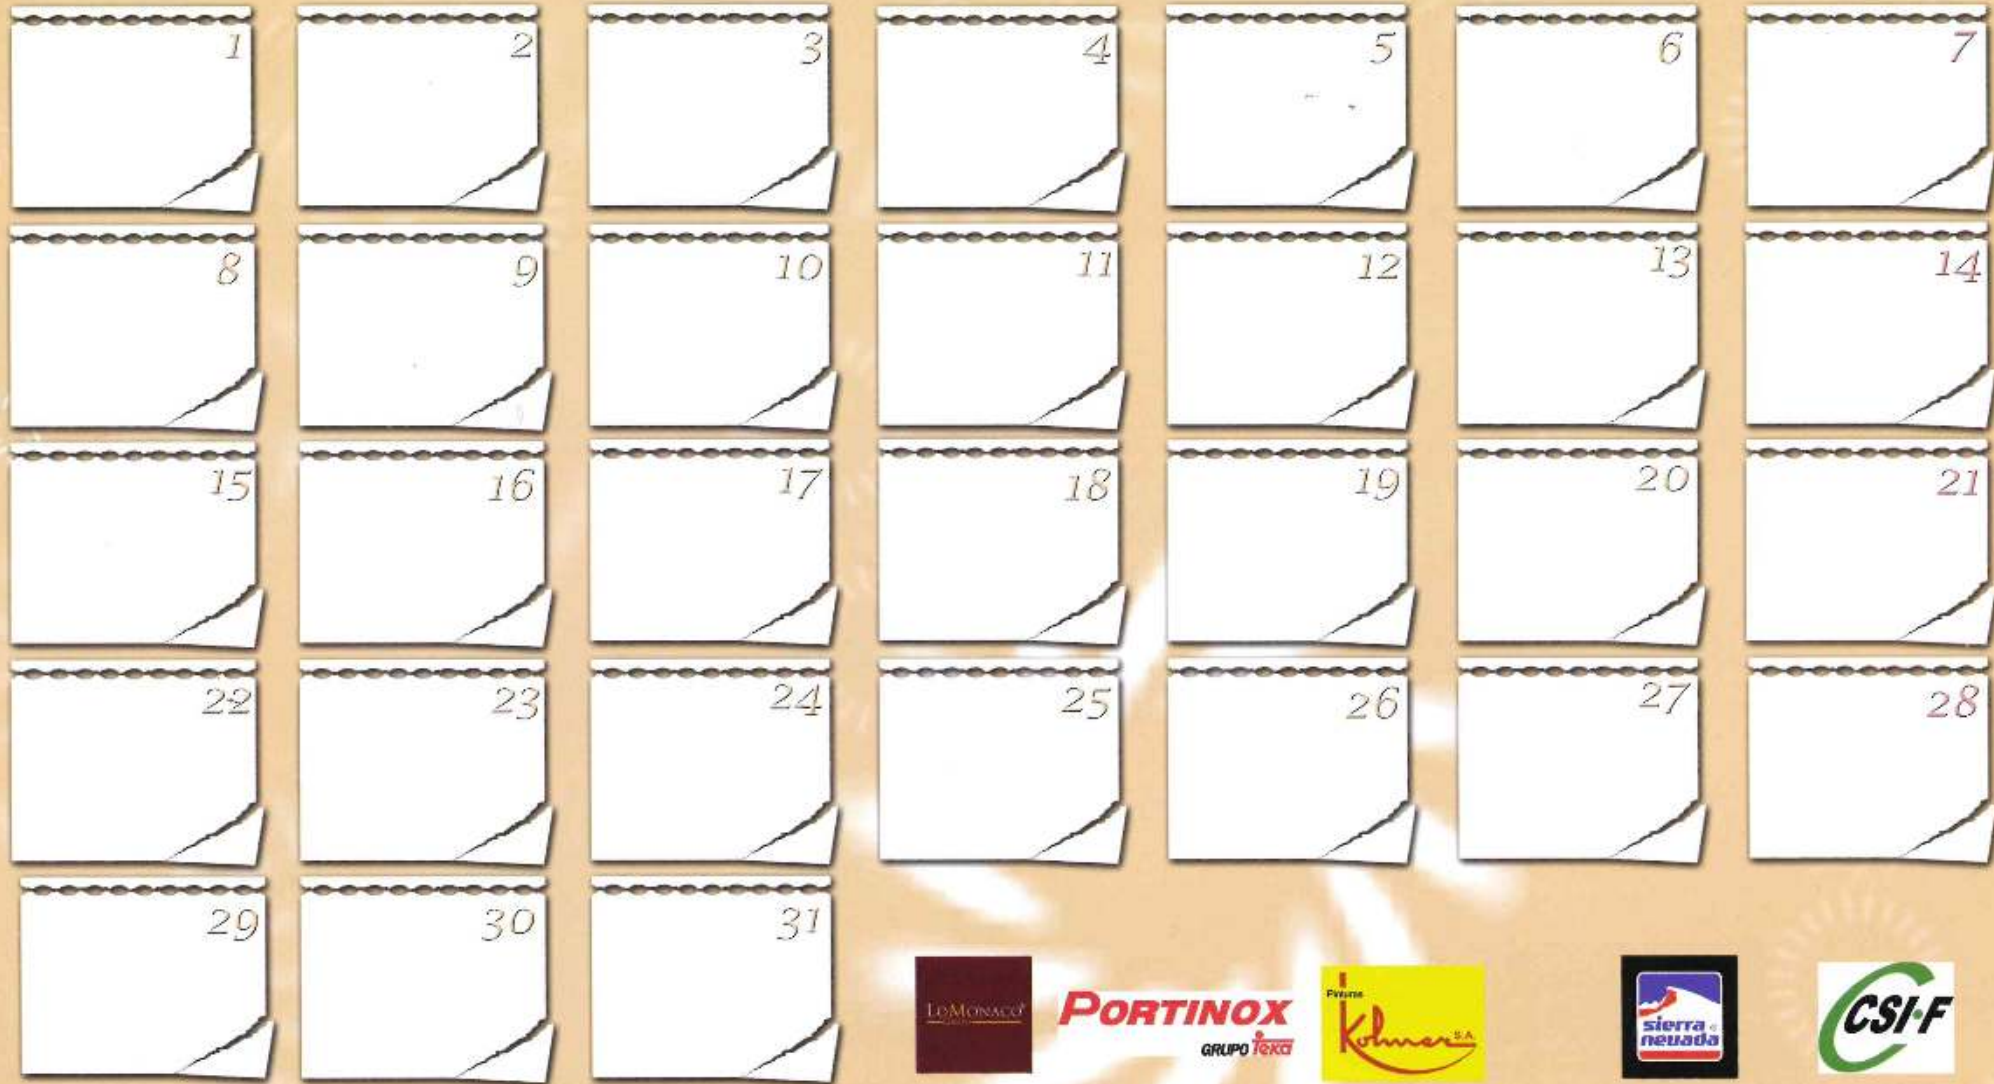 1 2 3 4 5 6 7
8 9 10 11 12 13 14
15 16 17 18 19 20 21
22 23 24 25 26 27 28
29 30 31
LoMonaco
PORTINOX
GRUPO teka
Pinturas
Kolmer S.A.
sierra
nevada
CSI·F